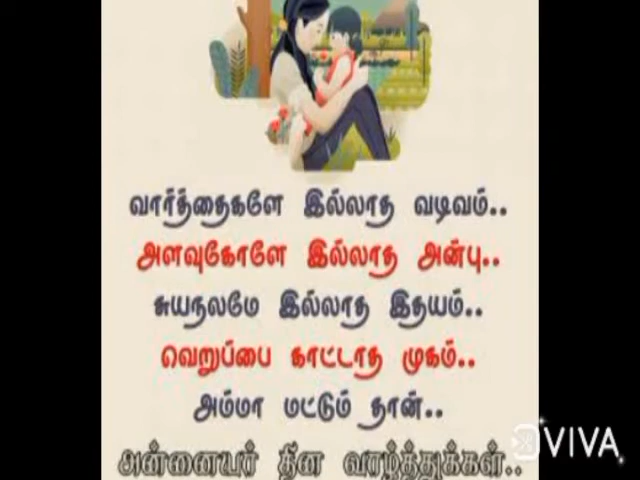 வார்த்தைகளே இல்லாத வடிவம்..
அளவுகோளே இல்லாத அன்பு..
சுயநலமே இல்லாத இதயம்..
வெறுப்பை காட்டாத முகம்..
அம்மா மட்டும் தான்..
அன்னையர் தின வாழ்த்துக்கள்..
VIVA